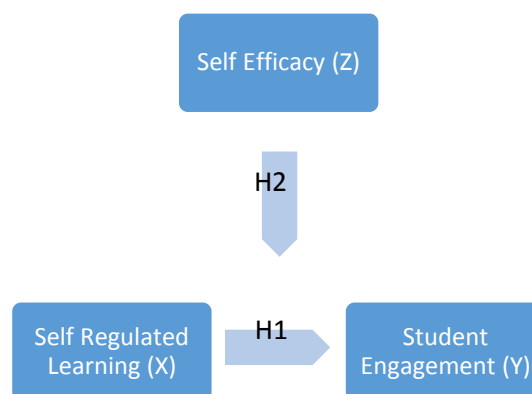 Self Efficacy (Z)
H2
H1
Self Regulated
Learning (X)
Student
Engagement (Y)